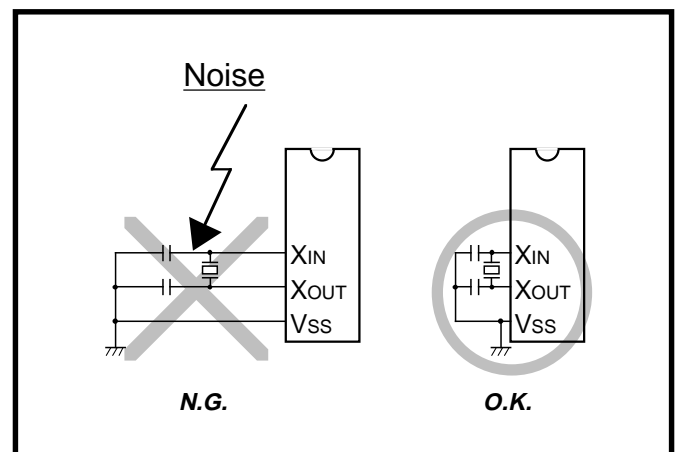 Noise
XIN
XOUT
VSS
XIN
XOUT
VSS
N.G.
O.K.